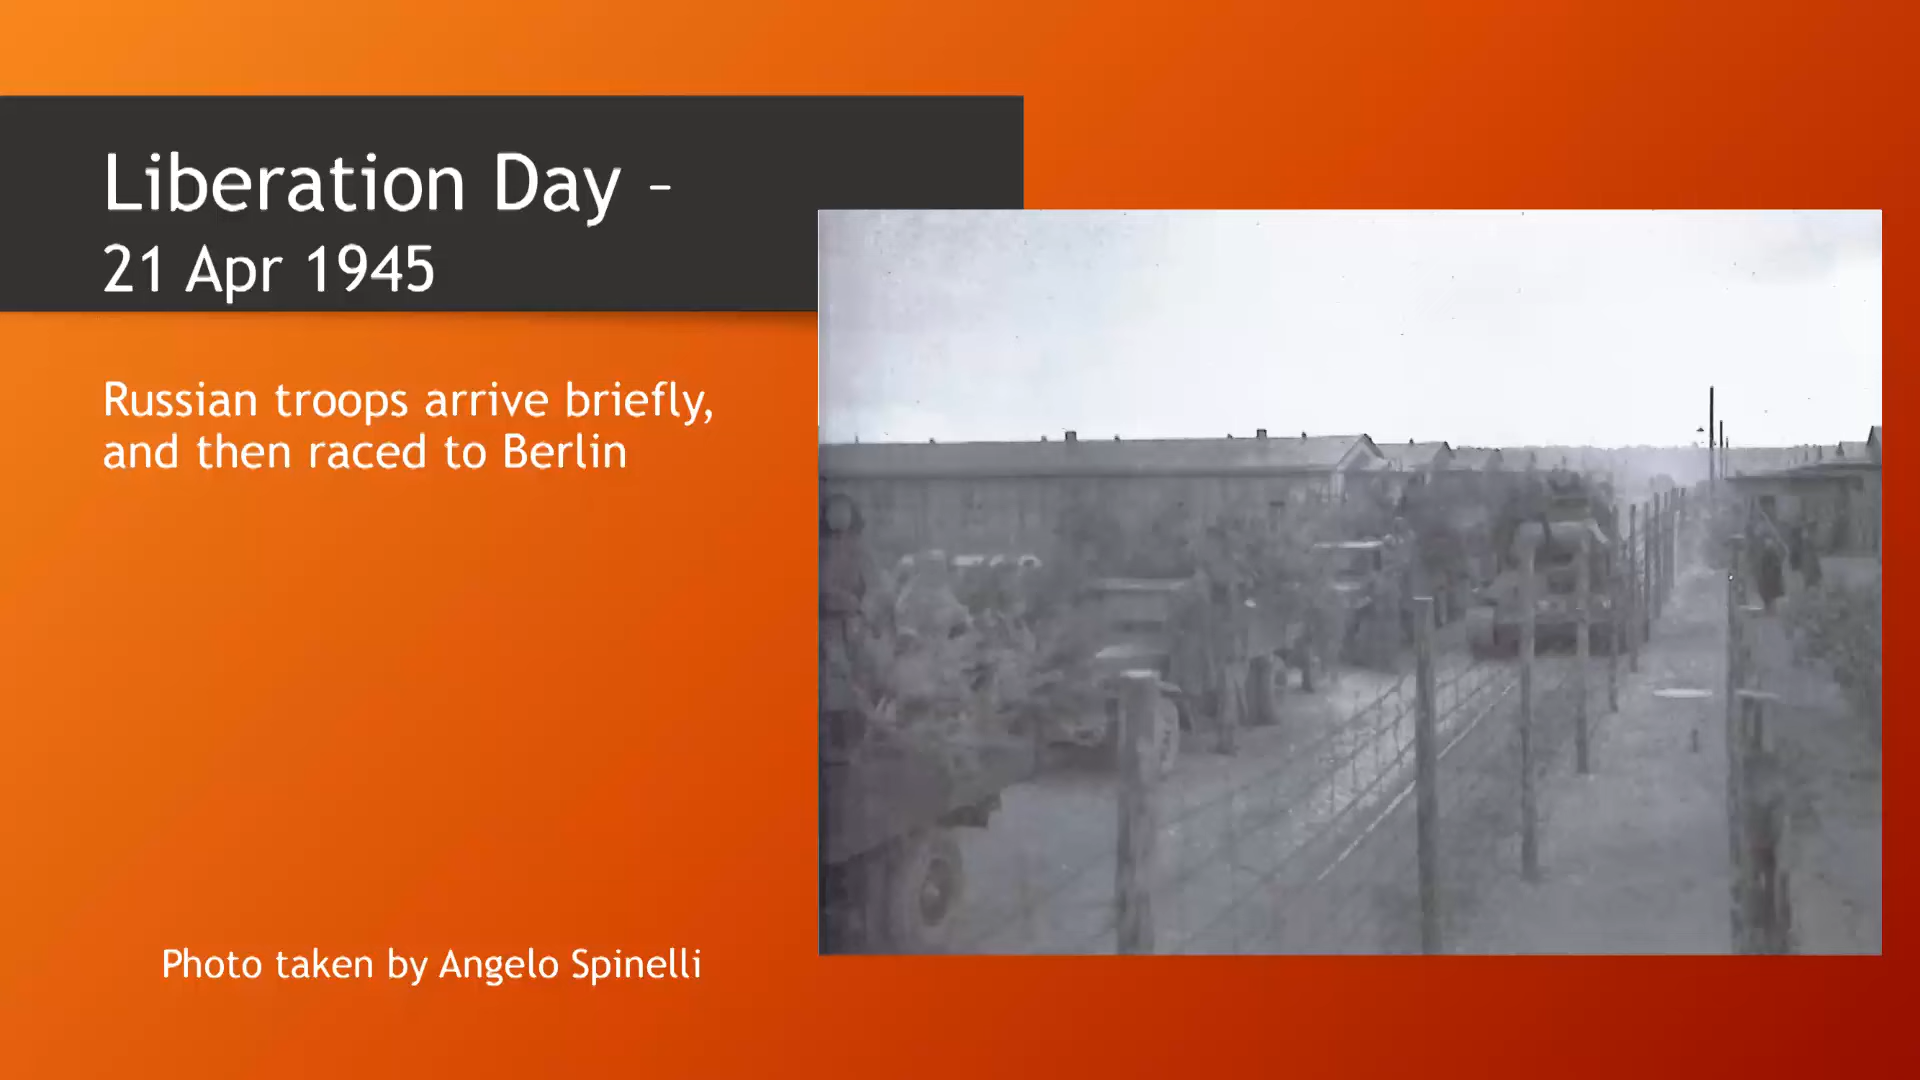 Liberation Day –
21 Apr 1945
Russian troops arrive briefly,
and then raced to Berlin
Photo taken by Angelo Spinelli